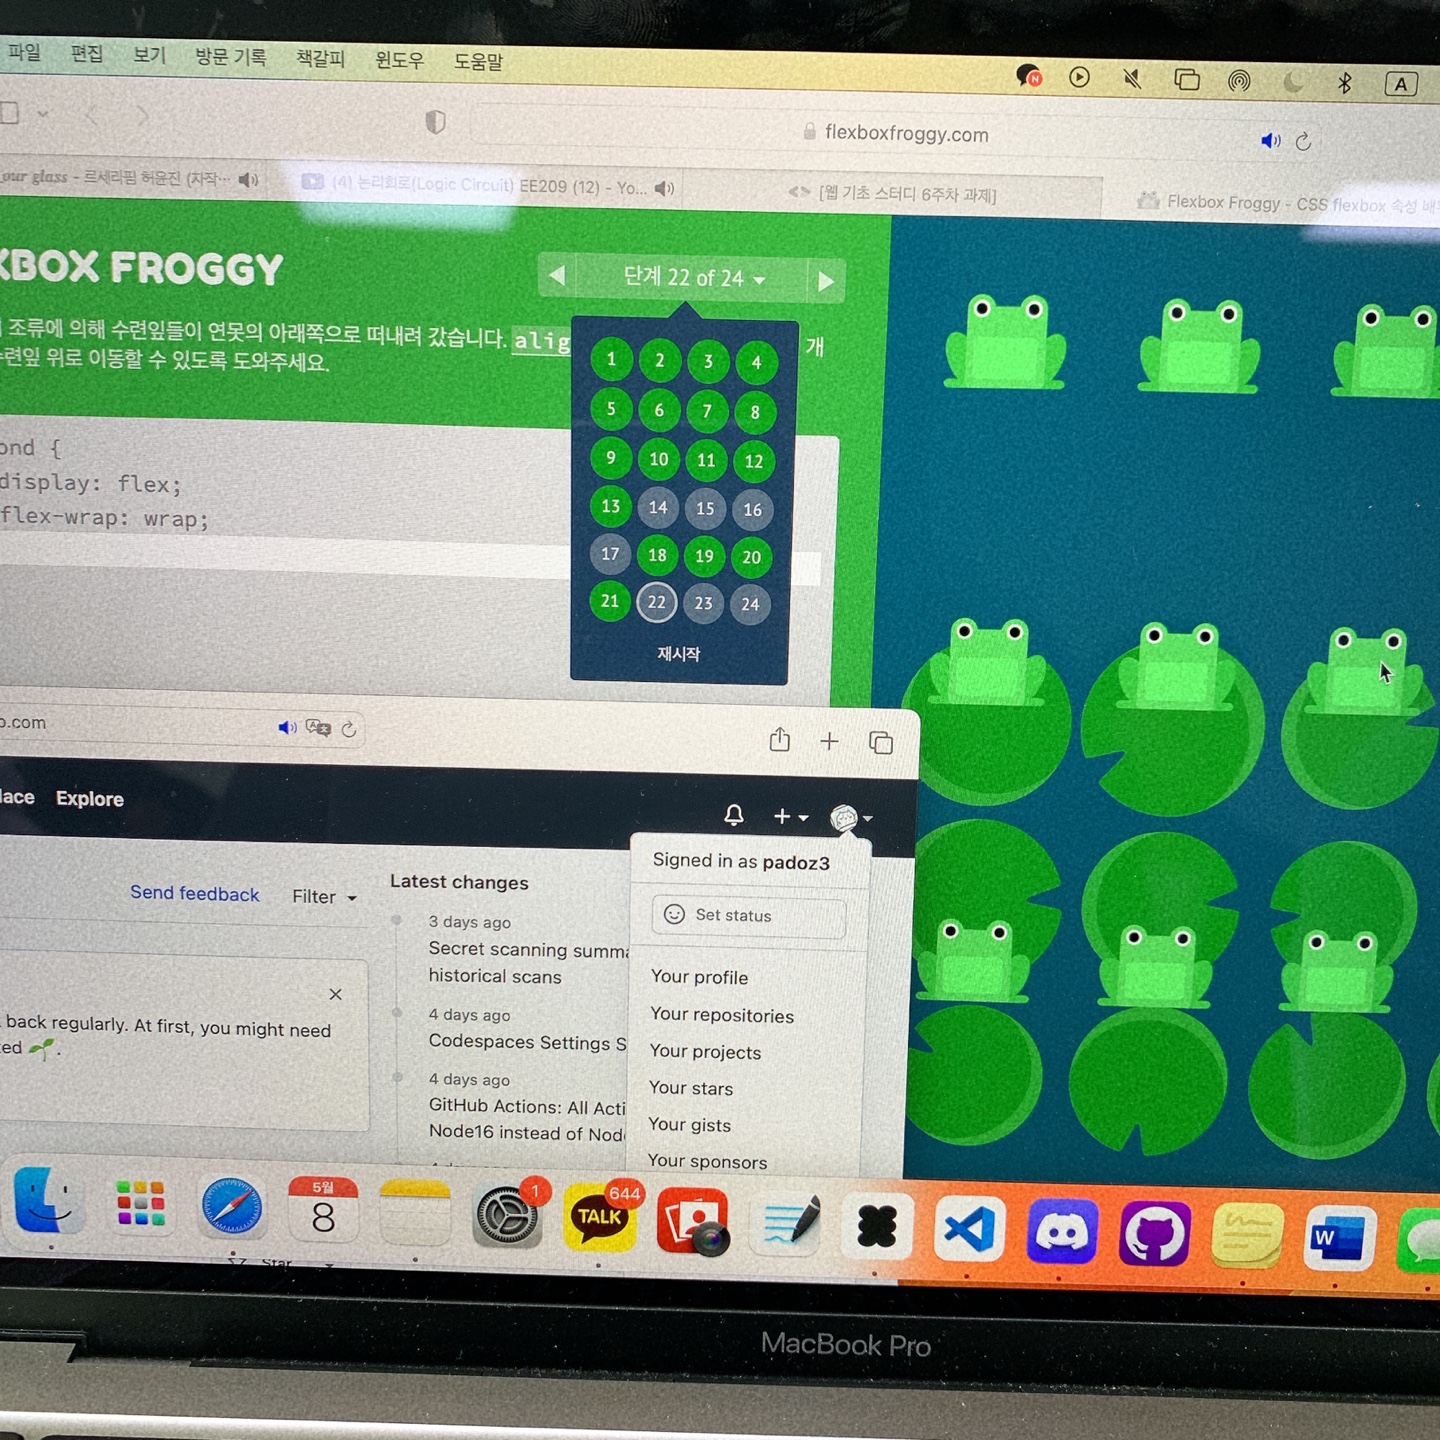 파일 편집 보기 방문 기록 책갈피 윈도우 도움말
N
A
flexboxfroggy.com
our glass - 르세라핌 허윤진 (자작…
(4) 논리회로(Logic Circuit) EE209 (12) - Yo...
<> [웹 기초 스터디 6주차 과제]
Flexbox Froggy - CSS flexbox 속성 배우
XBOX FROGGY
단계 22 of 24
조류에 의해 수련잎들이 연못의 아래쪽으로 떠내려 갔습니다. alig
개
수련잎 위로 이동할 수 있도록 도와주세요.
1 2 3 4
5 6 7 8
9 10 11 12
13 14 15 16
17 18 19 20
21 22 23 24
재시작
ond {
display: flex;
flex-wrap: wrap;
o.com
lace Explore
Signed in as padoz3
Set status
Your profile
Your repositories
Your projects
Your stars
Your gists
Your sponsors
Send feedback Filter
Latest changes
3 days ago
Secret scanning summa
historical scans
4 days ago
Codespaces Settings S
4 days ago
GitHub Actions: All Acti
Node16 instead of Nod
back regularly. At first, you might need
ed 🌱.
5월
8
1
TALK
644
W
Star
MacBook Pro